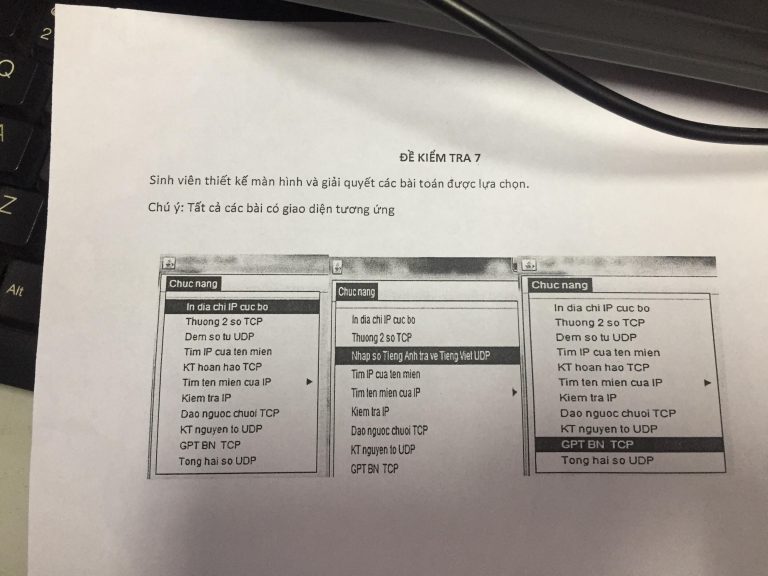 ĐỀ KIỂM TRA 7
Sinh viên thiết kế màn hình và giải quyết các bài toán được lựa chọn.
Chú ý: Tất cả các bài có giao diện tương ứng
Chuc nang
In dia chi IP cuc bo
Thuong 2 so TCP
Dem so tu UDP
Tim IP cua ten mien
KT hoan hao TCP
Tim ten mien cua IP
Kiem tra IP
Dao nguoc chuoi TCP
KT nguyen to UDP
GPT BN TCP
Tong hai so UDP
Chuc nang
In dia chi IP cuc bo
Thuong 2 so TCP
Nhap so Tieng Anh tra ve Tieng Viet UDP
Tim IP cua ten mien
Tim ten mien cua IP
Kiem tra IP
Dao nguoc chuoi TCP
KT nguyen to UDP
GPT BN TCP
Chuc nang
In dia chi IP cuc bo
Thuong 2 so TCP
Dem so tu UDP
Tim IP cua ten mien
KT hoan hao TCP
Tim ten mien cua IP
Kiem tra IP
Dao nguoc chuoi TCP
KT nguyen to UDP
GPT BN TCP
Tong hai so UDP
2
Q
A
Z
Alt